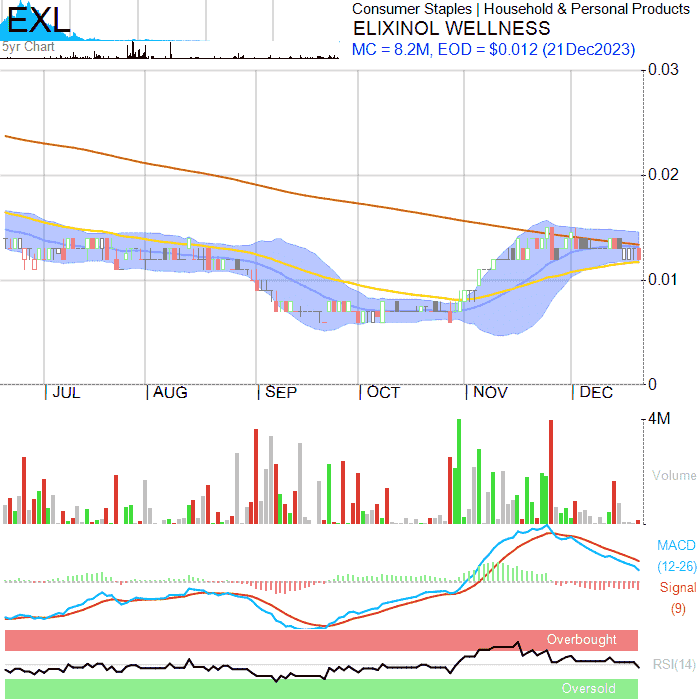 EXL
Consumer Staples | Household & Personal Products
ELIXINOL WELLNESS
5yr Chart
MC = 8.2M, EOD = $0.012 (21Dec2023)
0.03
0.02
0.01
0
JUL
AUG
SEP
OCT
NOV
DEC
4M
Volume
MACD
(12-26)
Signal
(9)
Overbought
RSI(14)
Oversold